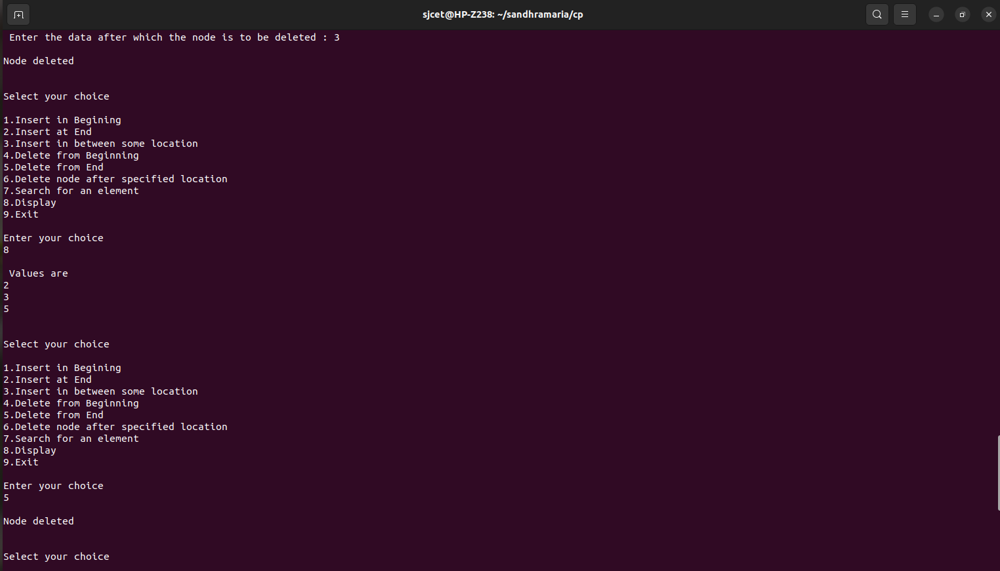 sjcet@HP-Z238: ~/sandhramaria/cp
Enter the data after which the node is to be deleted : 3
Node deleted
Select your choice
1.Insert in Begining
2.Insert at End
3.Insert in between some location
4.Delete from Beginning
5.Delete from End
6.Delete node after specified location
7.Search for an element
8.Display
9.Exit
Enter your choice
8
Values are
2
3
5
Select your choice
1.Insert in Begining
2.Insert at End
3.Insert in between some location
4.Delete from Beginning
5.Delete from End
6.Delete node after specified location
7.Search for an element
8.Display
9.Exit
Enter your choice
5
Node deleted
Select your choice